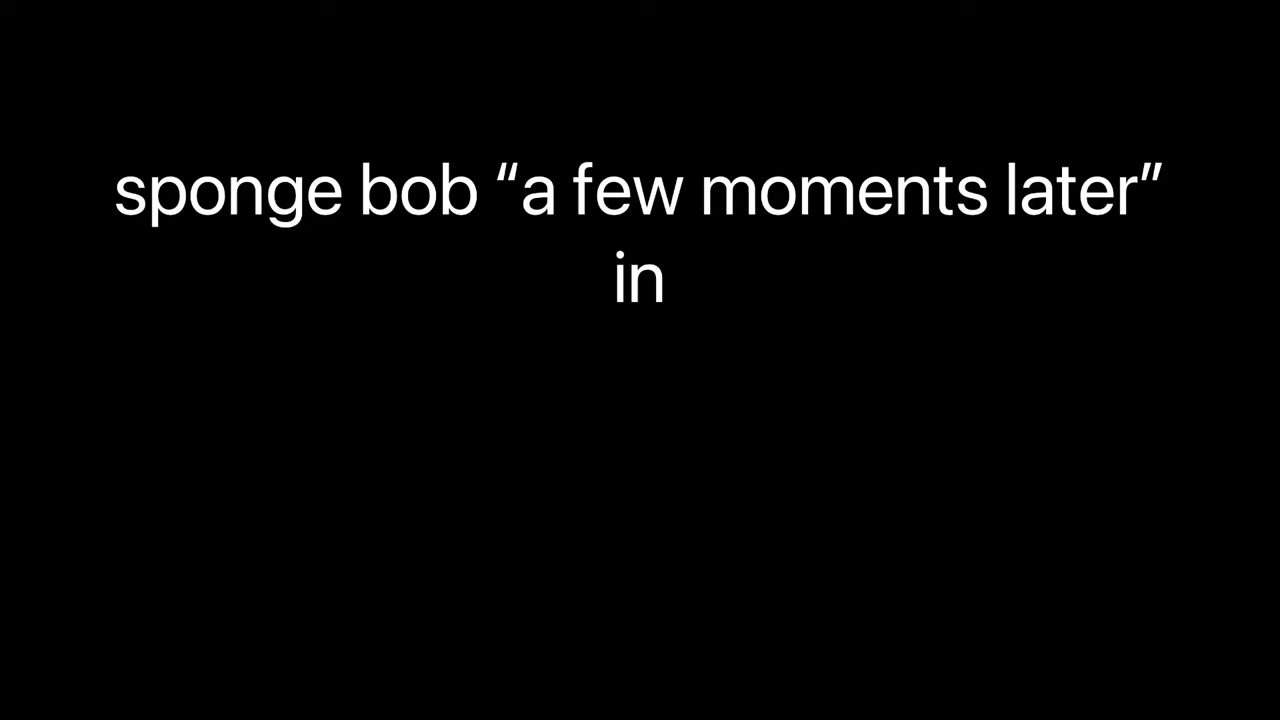 sponge bob “a few moments later”
in